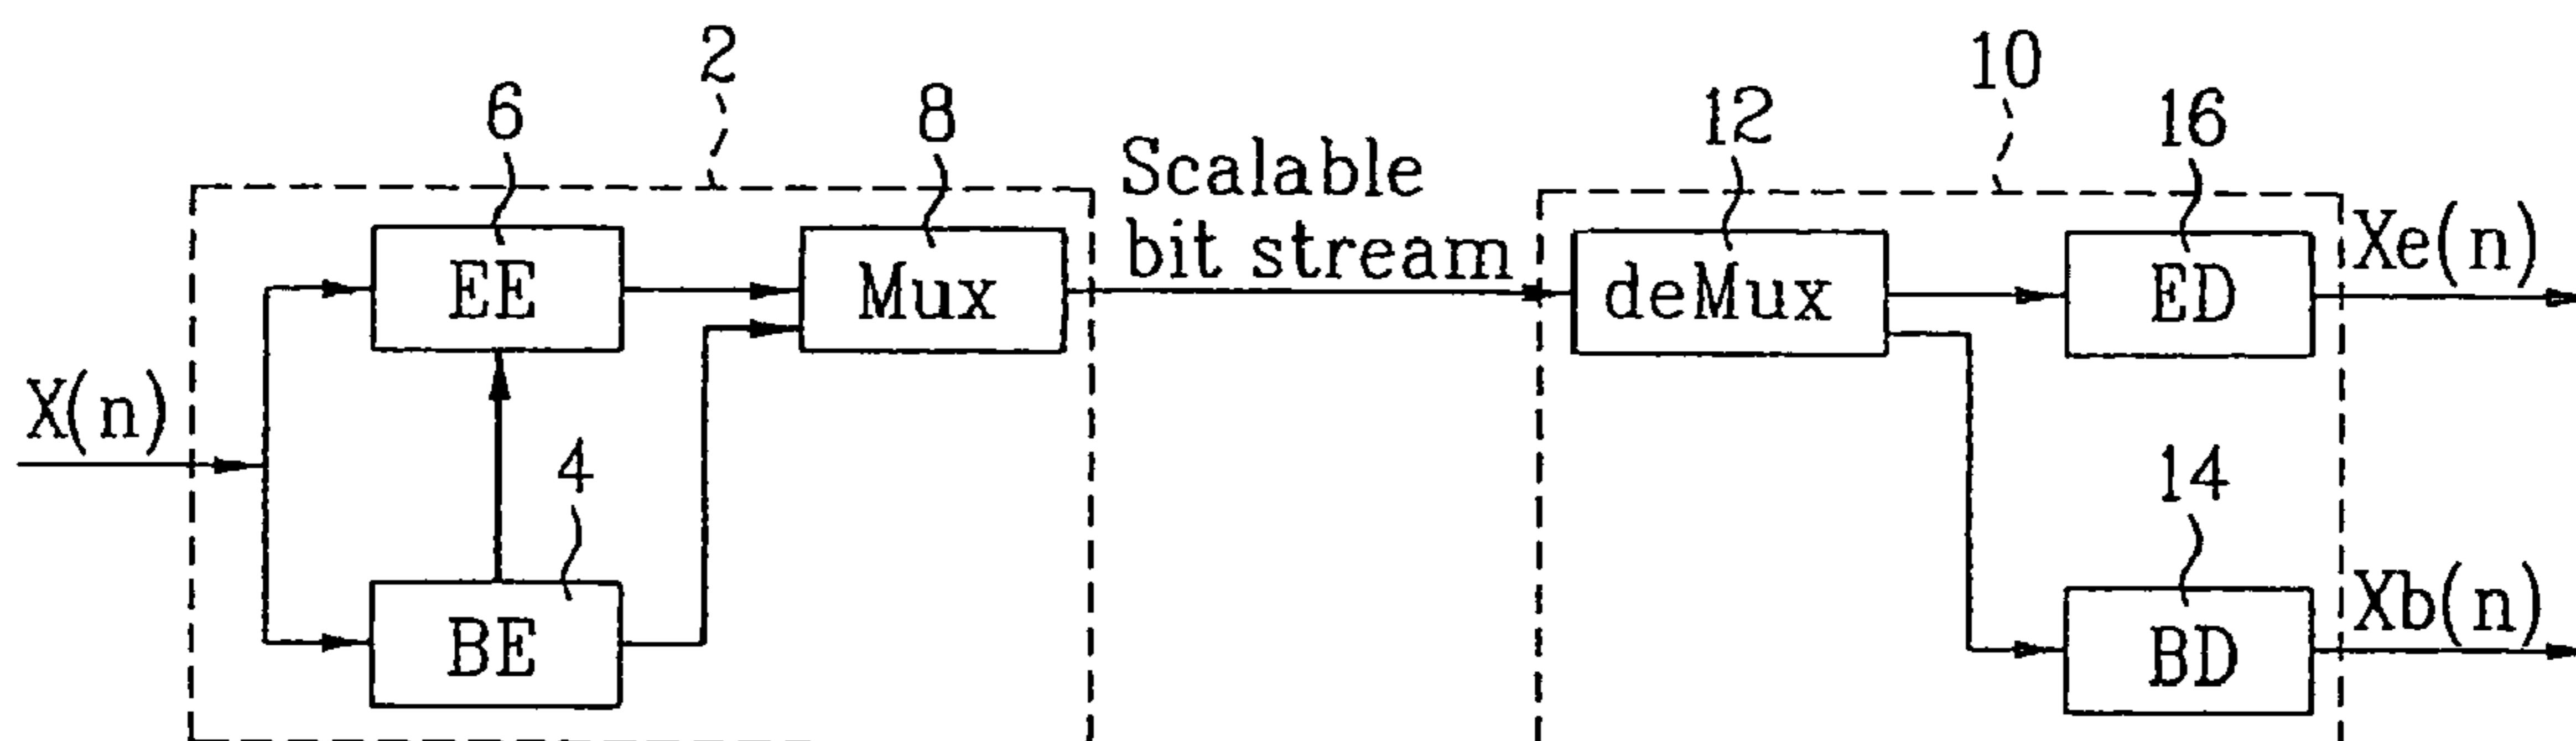 2
10
6
8
12
16
Scalable
bit stream
EE
Mux
deMux
ED
Xe(n)
X(n)
4
14
BE
BD
Xb(n)